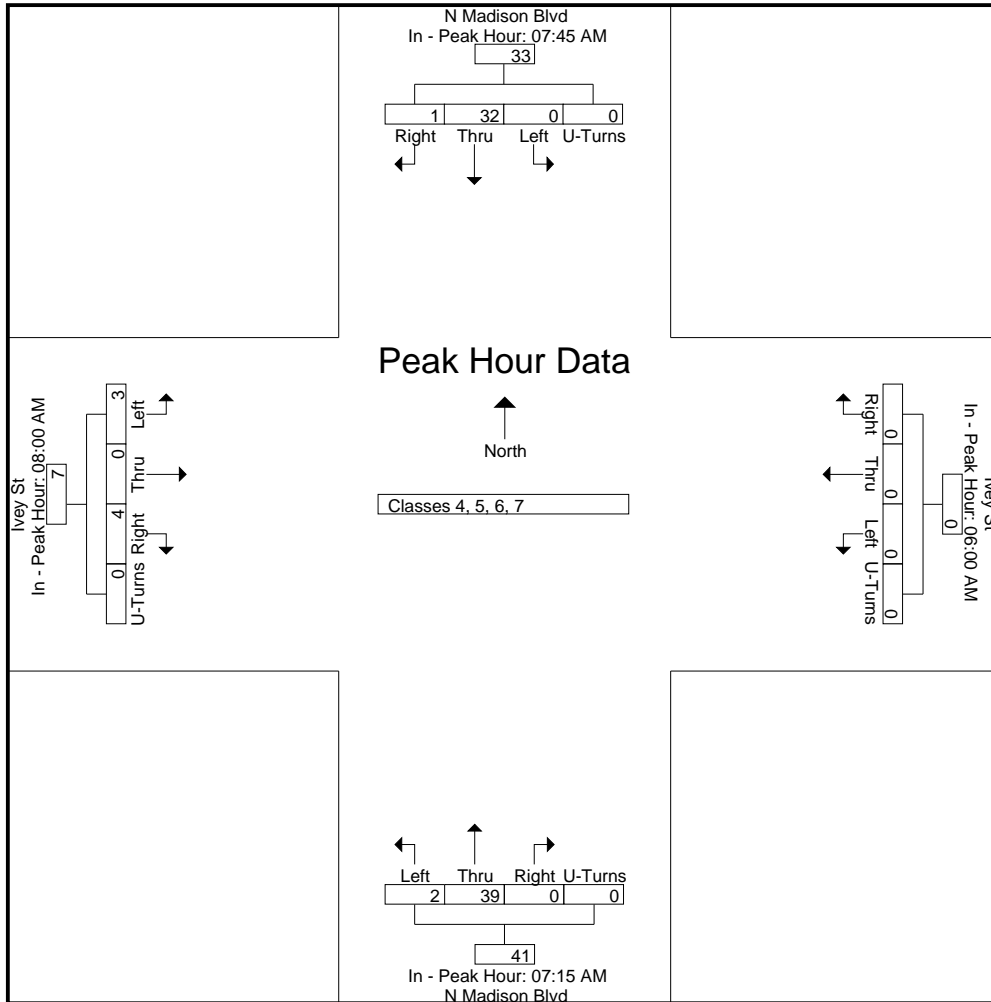 N Madison Blvd
In - Peak Hour: 07:45 AM
33
1 32 0 0
Right Thru Left U-Turns
Peak Hour Data
North
Classes 4, 5, 6, 7
Ivey St
In - Peak Hour: 08:00 AM
7
3 0 4 0
Left Thru Right U-Turns
Ivey St
In - Peak Hour: 06:00 AM
0
0 0 0 0
Right Thru Left U-Turns
Left Thru Right U-Turns
2 39 0 0
41
In - Peak Hour: 07:15 AM
N Madison Blvd